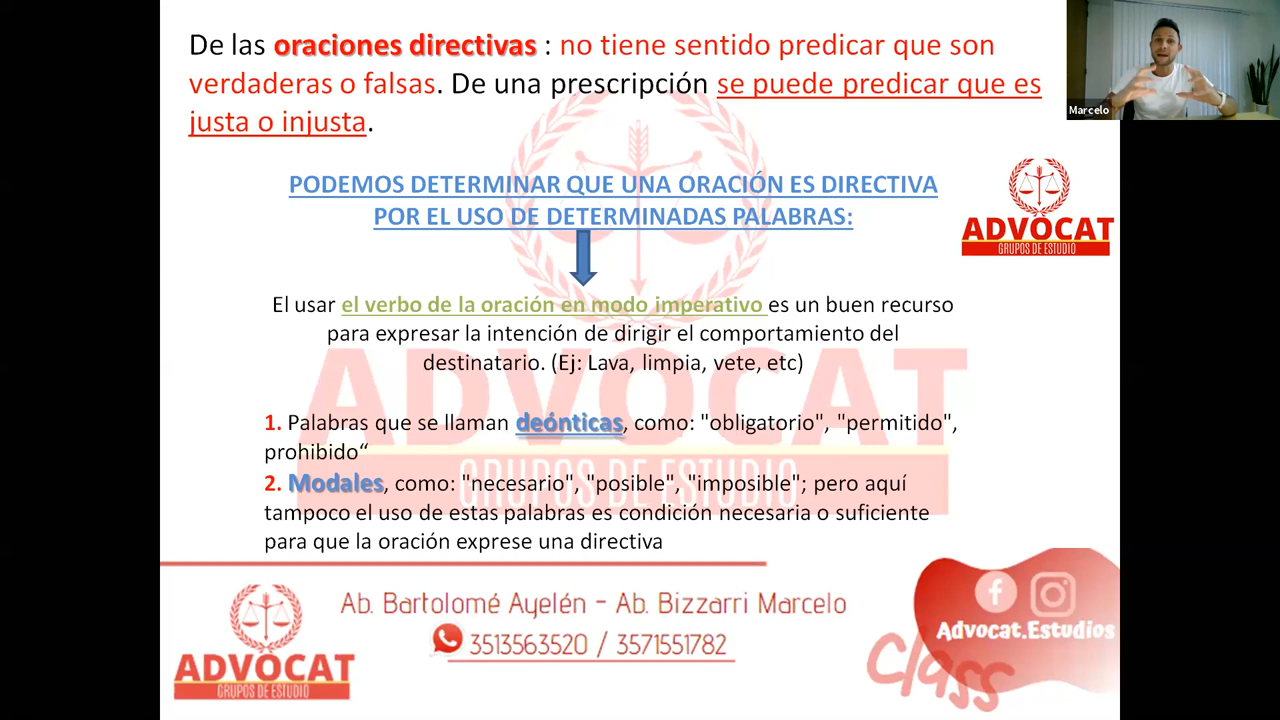 De las oraciones directivas : no tiene sentido predicar que son
verdaderas o falsas. De una prescripción se puede predicar que es
justa o injusta.
Marcelo
PODEMOS DETERMINAR QUE UNA ORACIÓN ES DIRECTIVA
POR EL USO DE DETERMINADAS PALABRAS:
ADVOCAT
GRUPOS DE ESTUDIO
El usar el verbo de la oración en modo imperativo es un buen recurso
para expresar la intención de dirigir el comportamiento del
destinatario. (Ej: Lava, limpia, vete, etc)
ADVOCAT
GRUPOS DE ESTUDIO
1. Palabras que se llaman deónticas, como: "obligatorio", "permitido",
prohibido“
2. Modales, como: "necesario", "posible", "imposible"; pero aquí
tampoco el uso de estas palabras es condición necesaria o suficiente
para que la oración exprese una directiva
Ab. Bartolomé Ayelén - Ab. Bizzarri Marcelo
3513563520 / 3571551782
ADVOCAT
GRUPOS DE ESTUDIO
Advocat.Estudios
Class